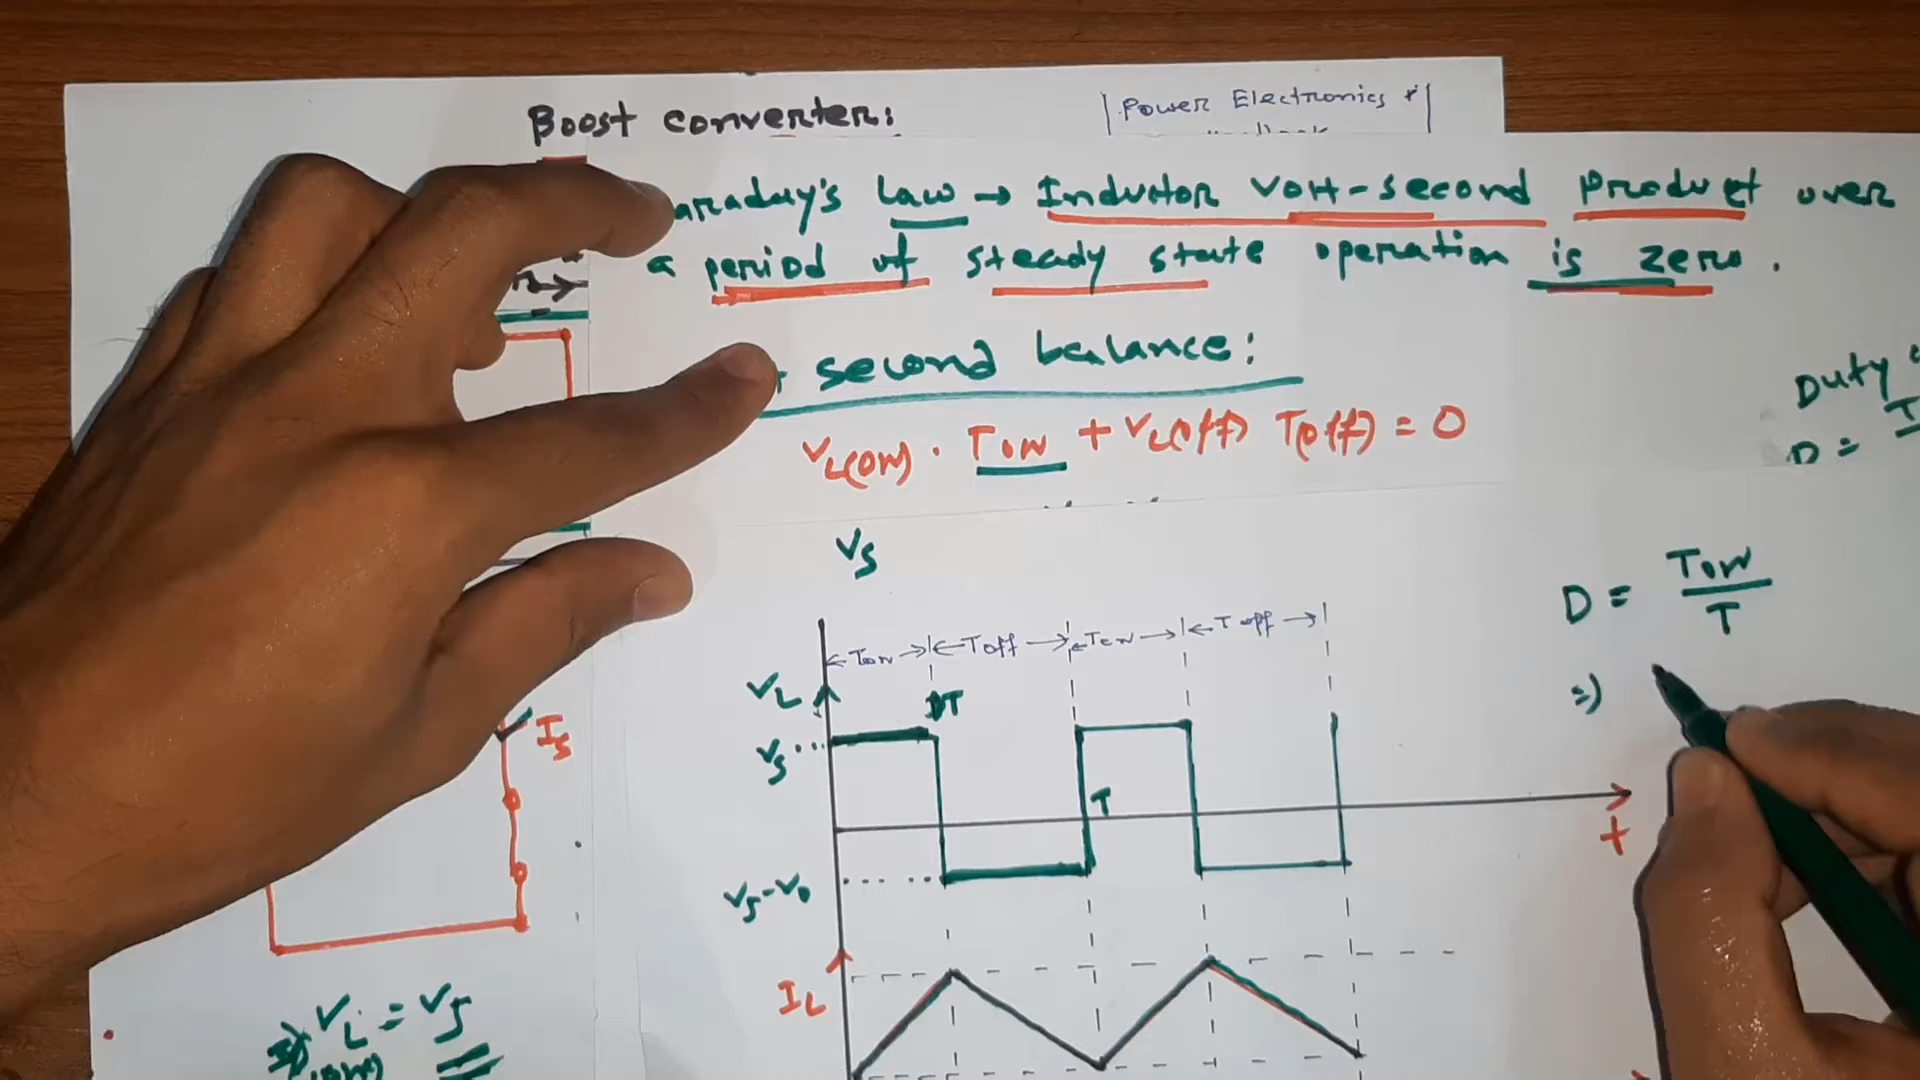 Boost converter:
Power Electronics &
araday's law → Inductor volt-second product over
a period of steady state operation is zero.
second balance:
VL(ON) · TON + VL(off) T(off) = 0
Duty
D =
VS
D = TON / T
=>
Ton Toff Ton Toff
VL
DT
VS
T
t
VS-V0
IL
IS
VL(ON) = VS